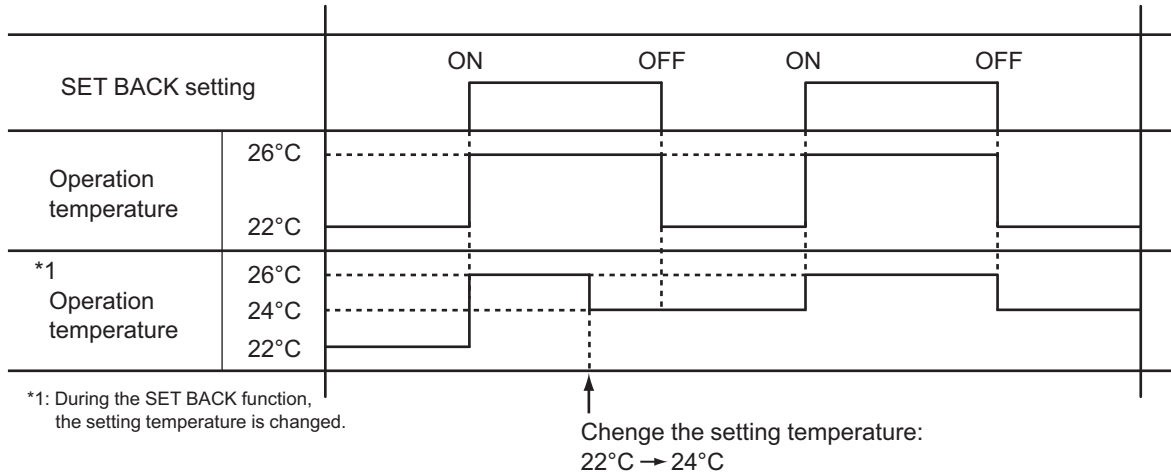 ON OFF ON OFF
SET BACK setting
26°C
Operation
temperature
22°C
*1
26°C
Operation
24°C
temperature
22°C
*1: During the SET BACK function,
the setting temperature is changed.
Chenge the setting temperature:
22°C → 24°C